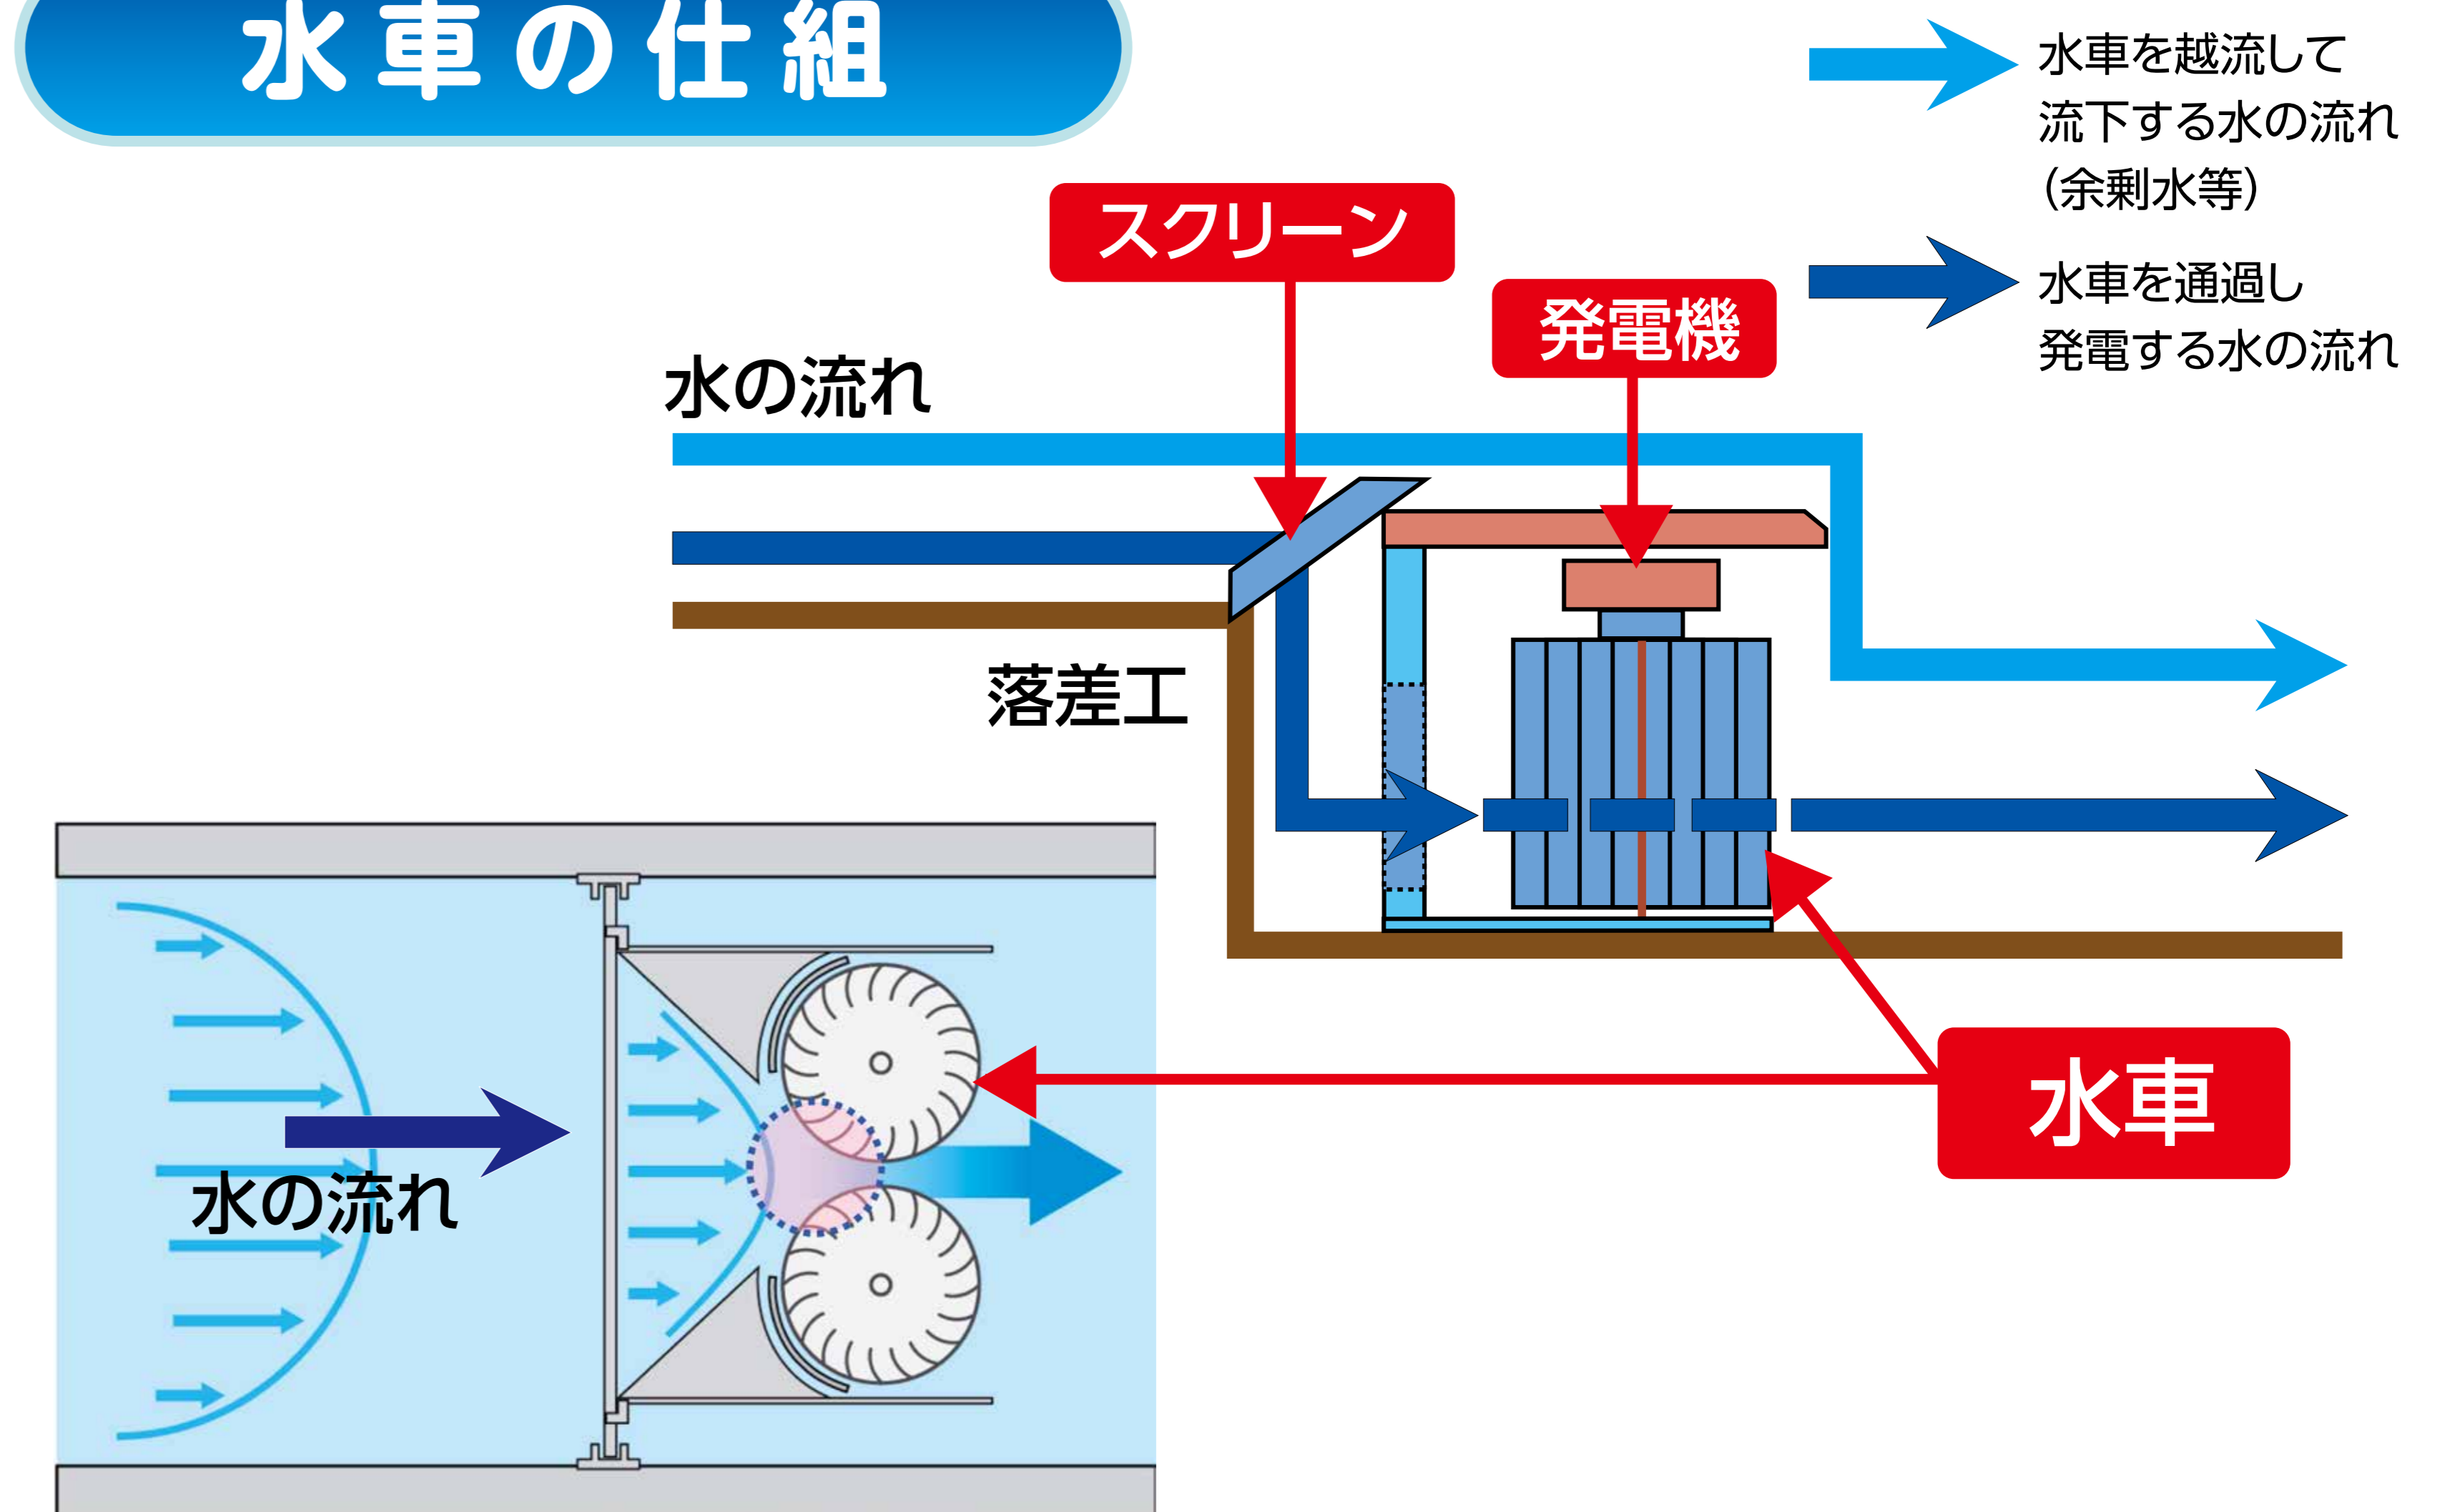 水車の仕組
水車を越流して
流下する水の流れ
(余剰水等)
水車を通過し
発電する水の流れ
スクリーン
発電機
水の流れ
落差工
水の流れ
水車